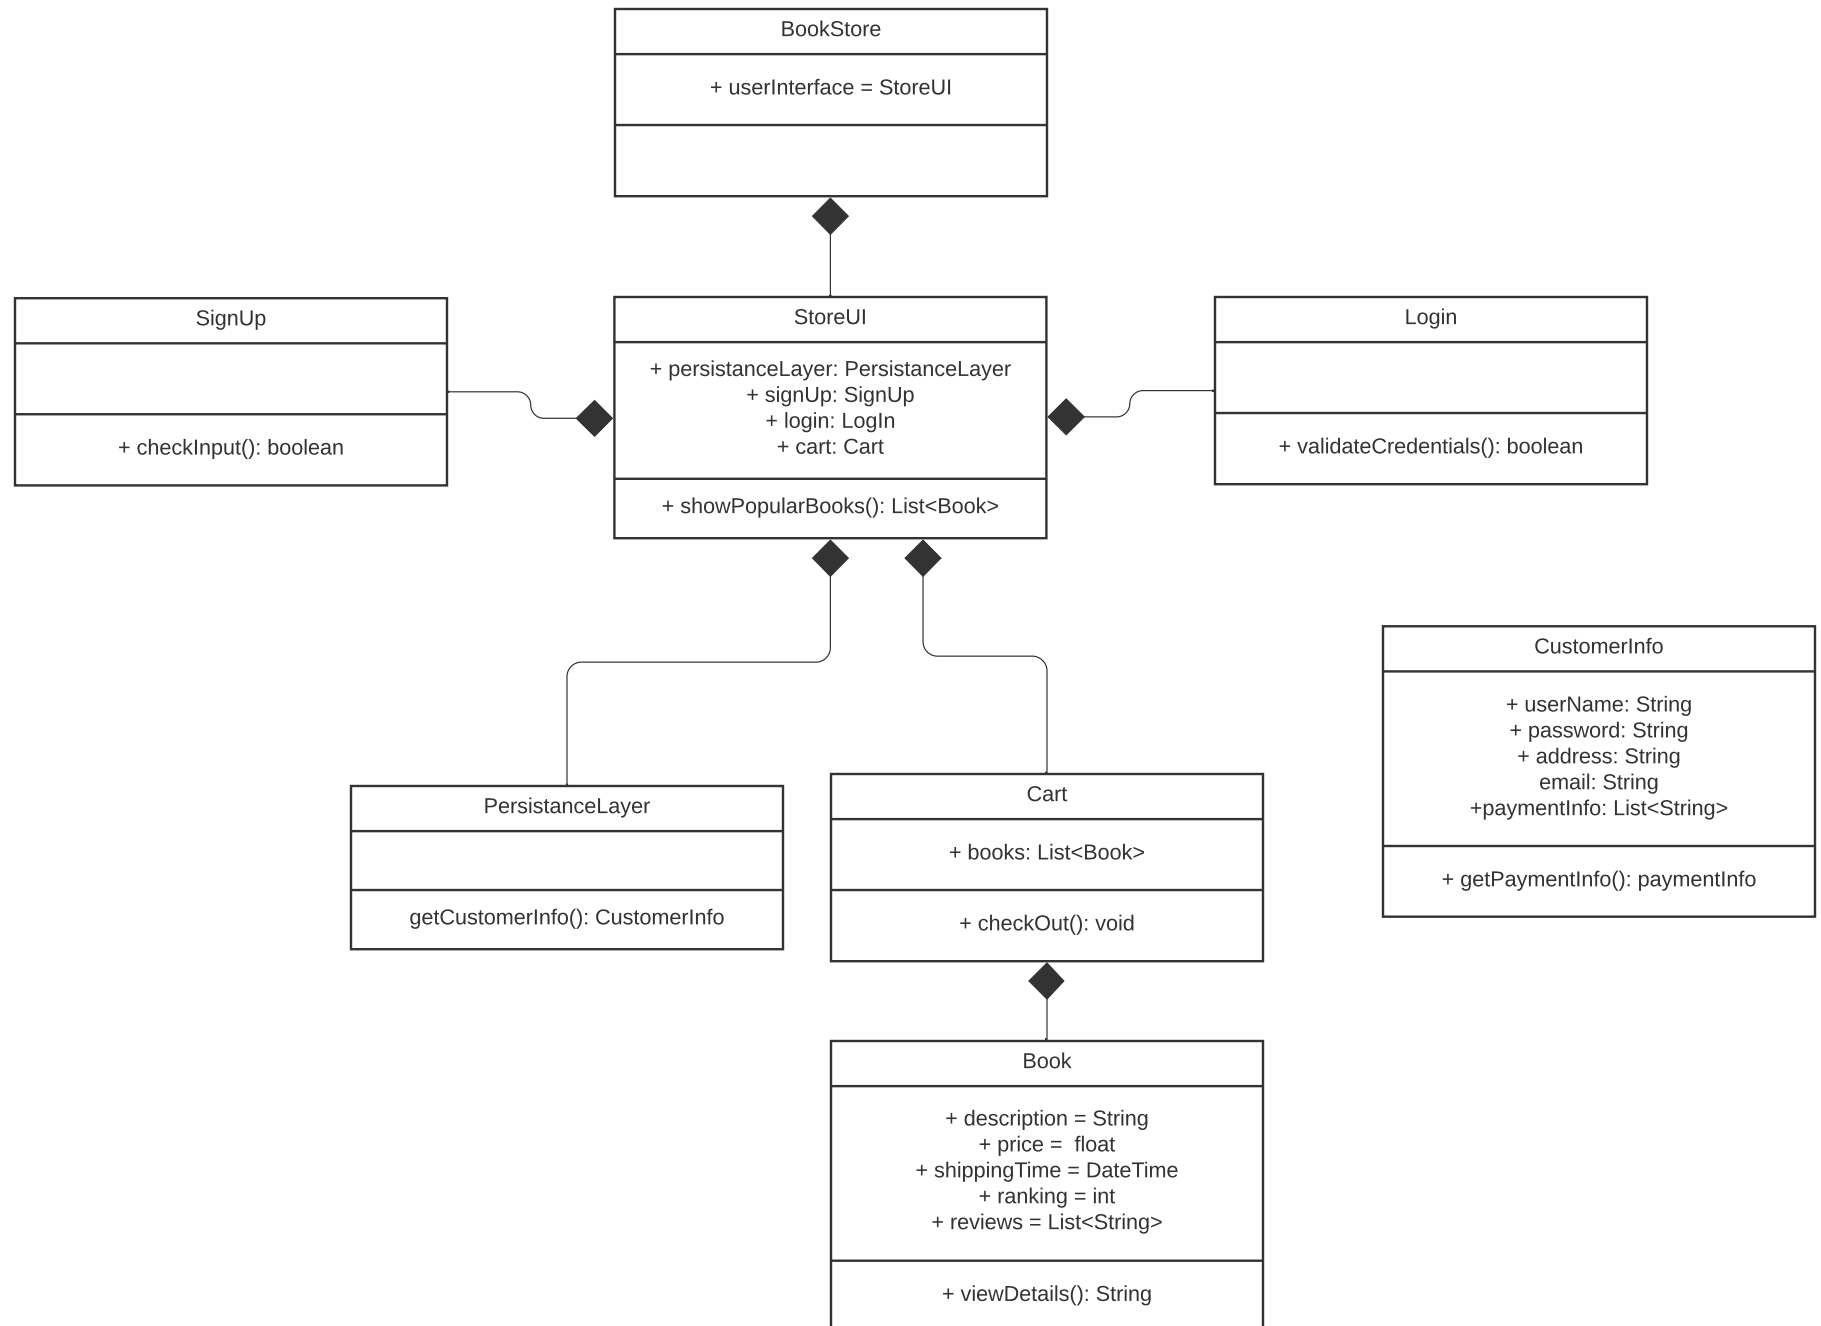 BookStore
+ userInterface = StoreUI
SignUp
+ checkInput(): boolean
StoreUI
+ persistanceLayer: PersistanceLayer
+ signUp: SignUp
+ login: LogIn
+ cart: Cart
+ showPopularBooks(): List<Book>
Login
+ validateCredentials(): boolean
CustomerInfo
+ userName: String
+ password: String
+ address: String
email: String
+paymentInfo: List<String>
+ getPaymentInfo(): paymentInfo
PersistanceLayer
getCustomerInfo(): CustomerInfo
Cart
+ books: List<Book>
+ checkOut(): void
Book
+ description = String
+ price =  float
+ shippingTime = DateTime
+ ranking = int
+ reviews = List<String>
+ viewDetails(): String